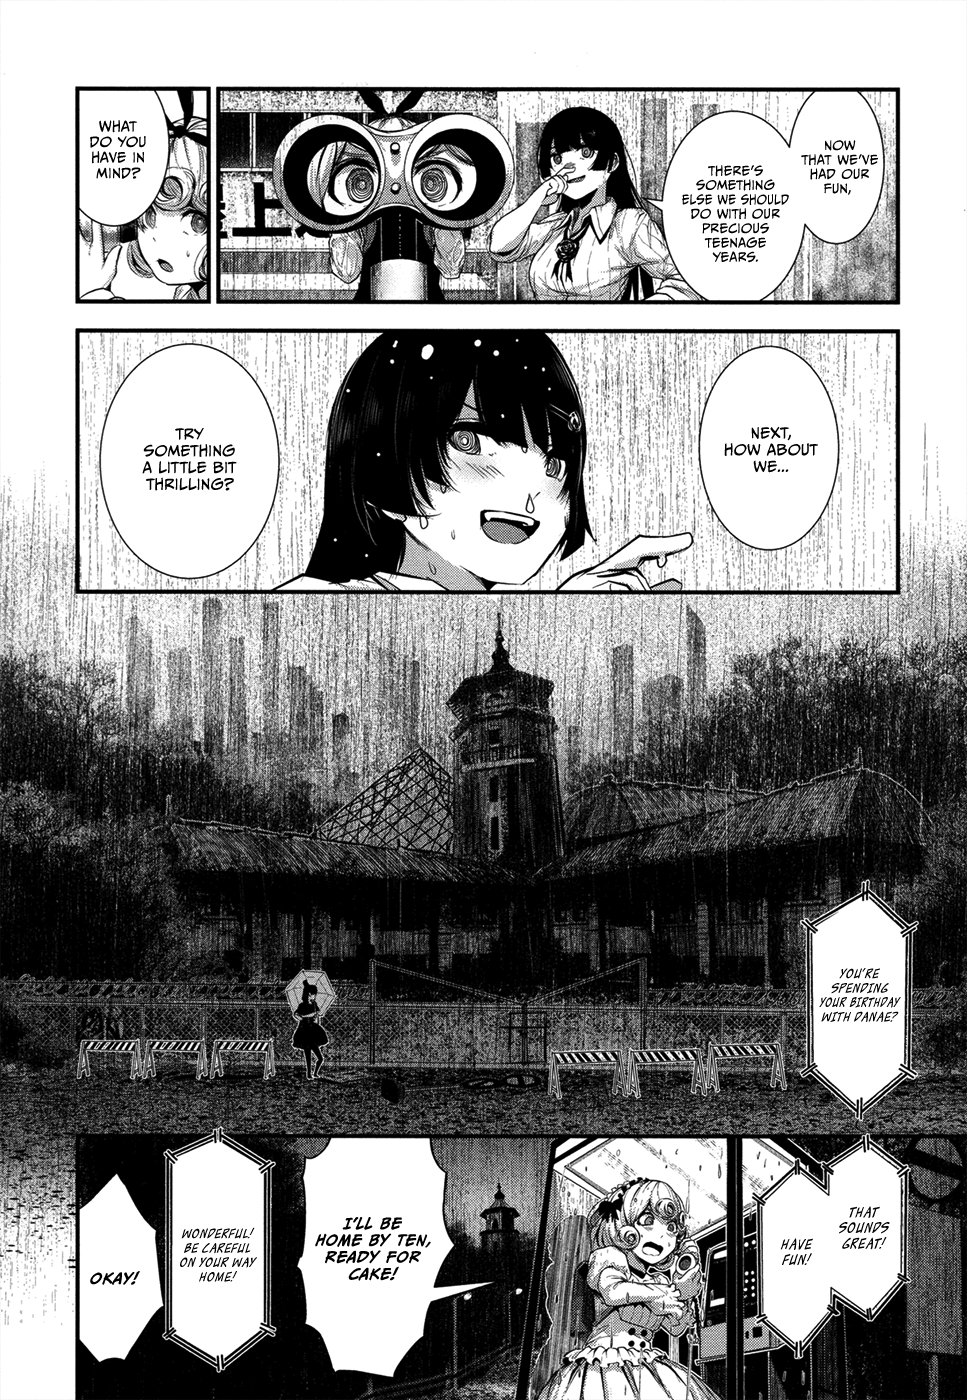 NOW
THAT WE'VE
HAD OUR
FUN,
THERE'S
SOMETHING
ELSE WE SHOULD
DO WITH OUR
PRECIOUS
TEENAGE
YEARS.
上
WHAT
DO YOU
HAVE IN
MIND?
NEXT,
HOW ABOUT
WE...
TRY
SOMETHING
A LITTLE BIT
THRILLING?
YOU'RE
SPENDING
YOUR BIRTHDAY
WITH DANAE?
THAT
SOUNDS
GREAT!
HAVE
FUN!
I'LL BE
HOME BY TEN,
READY FOR
CAKE!
WONDERFUL!
BE CAREFUL
ON YOUR WAY
HOME!
OKAY!